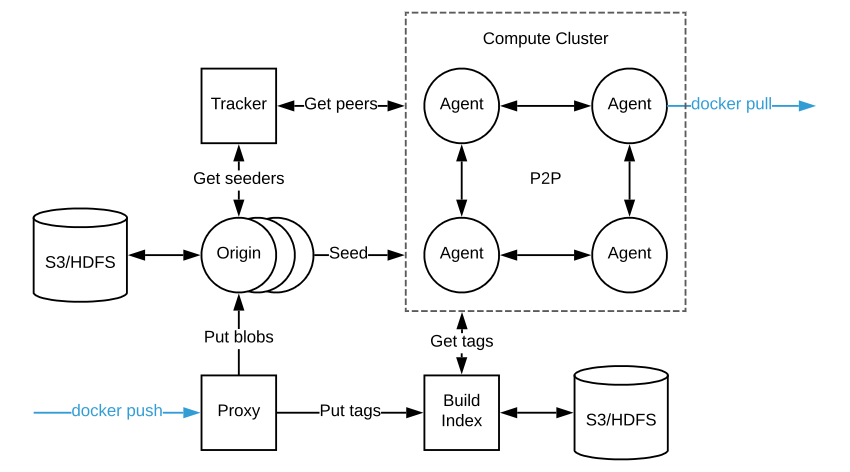 Compute Cluster
Tracker
Get peers
Agent
Agent
docker pull
Get seeders
P2P
S3/HDFS
Origin
Seed
Agent
Agent
Put blobs
Get tags
docker push
Proxy
Put tags
Build
Index
S3/HDFS